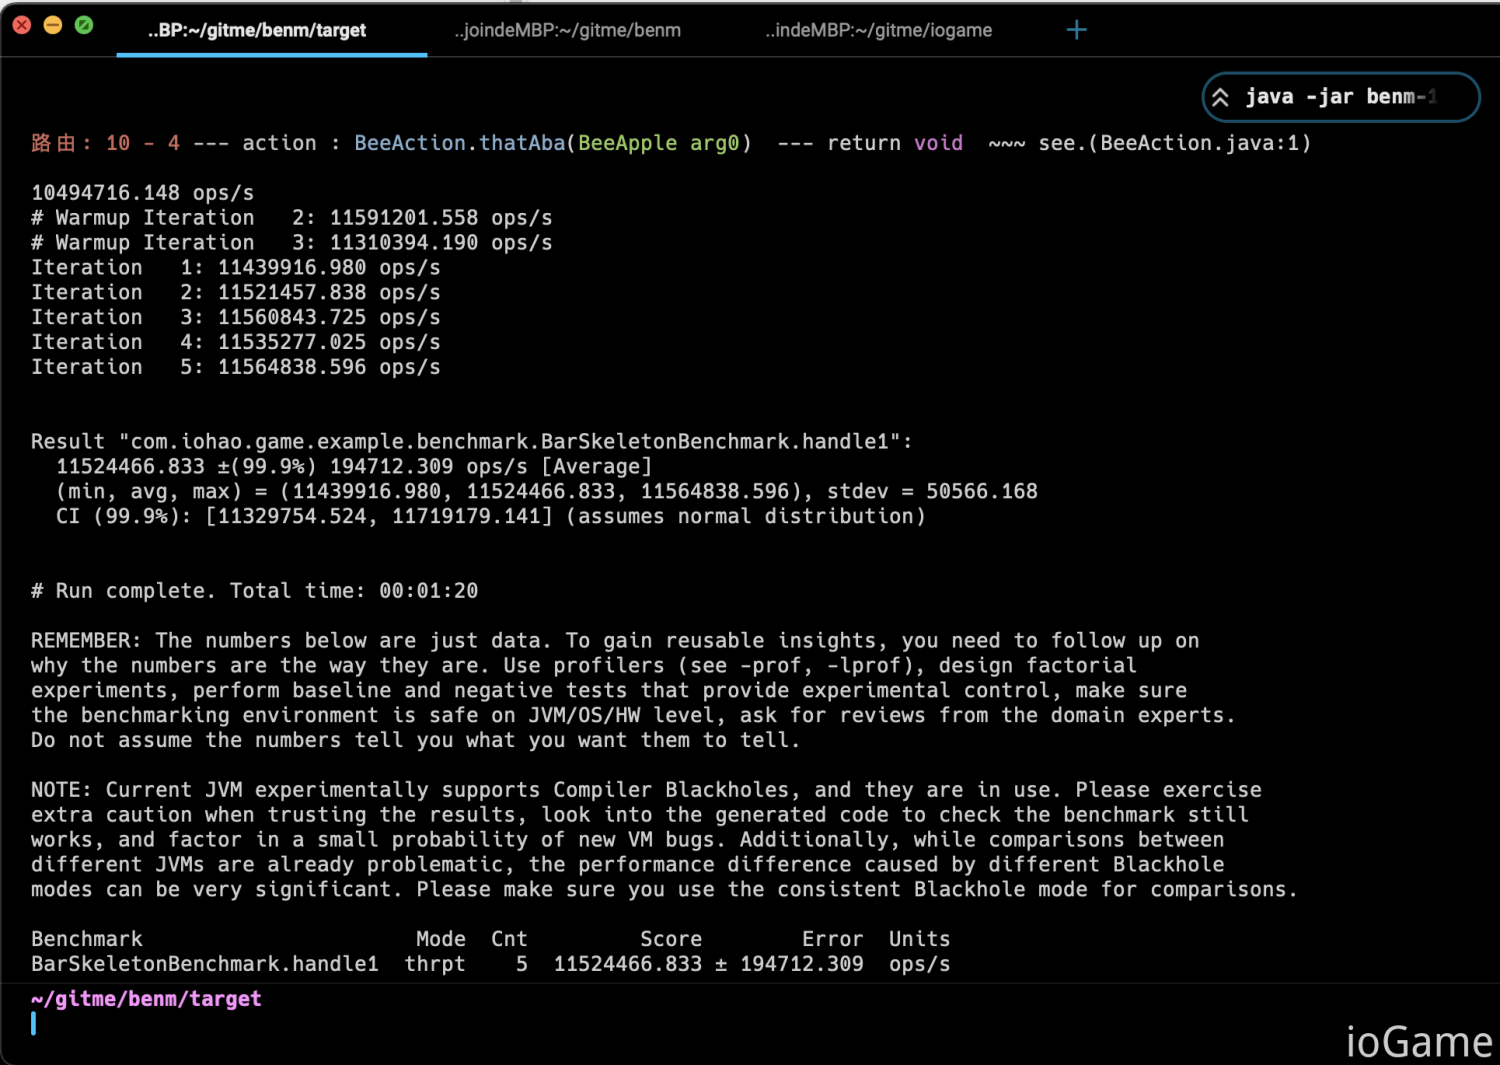 ..BP:~/gitme/benm/target
..joindeMBP:~/gitme/benm
..indeMBP:~/gitme/iogame
java -jar benm-1
路由: 10 - 4 --- action : BeeAction.thatAba(BeeApple arg0)  --- return void  ~~~ see.(BeeAction.java:1)
10494716.148 ops/s
# Warmup Iteration   2: 11591201.558 ops/s
# Warmup Iteration   3: 11310394.190 ops/s
Iteration   1: 11439916.980 ops/s
Iteration   2: 11521457.838 ops/s
Iteration   3: 11560843.725 ops/s
Iteration   4: 11535277.025 ops/s
Iteration   5: 11564838.596 ops/s
Result "com.iohao.game.example.benchmark.BarSkeletonBenchmark.handle1":
  11524466.833 ±(99.9%) 194712.309 ops/s [Average]
  (min, avg, max) = (11439916.980, 11524466.833, 11564838.596), stdev = 50566.168
  CI (99.9%): [11329754.524, 11719179.141] (assumes normal distribution)
# Run complete. Total time: 00:01:20
REMEMBER: The numbers below are just data. To gain reusable insights, you need to follow up on
why the numbers are the way they are. Use profilers (see -prof, -lprof), design factorial
experiments, perform baseline and negative tests that provide experimental control, make sure
the benchmarking environment is safe on JVM/OS/HW level, ask for reviews from the domain experts.
Do not assume the numbers tell you what you want them to tell.
NOTE: Current JVM experimentally supports Compiler Blackholes, and they are in use. Please exercise
extra caution when trusting the results, look into the generated code to check the benchmark still
works, and factor in a small probability of new VM bugs. Additionally, while comparisons between
different JVMs are already problematic, the performance difference caused by different Blackhole
modes can be very significant. Please make sure you use the consistent Blackhole mode for comparisons.
Benchmark                      Mode  Cnt         Score        Error  Units
BarSkeletonBenchmark.handle1  thrpt    5  11524466.833 ± 194712.309  ops/s
~/gitme/benm/target
ioGame